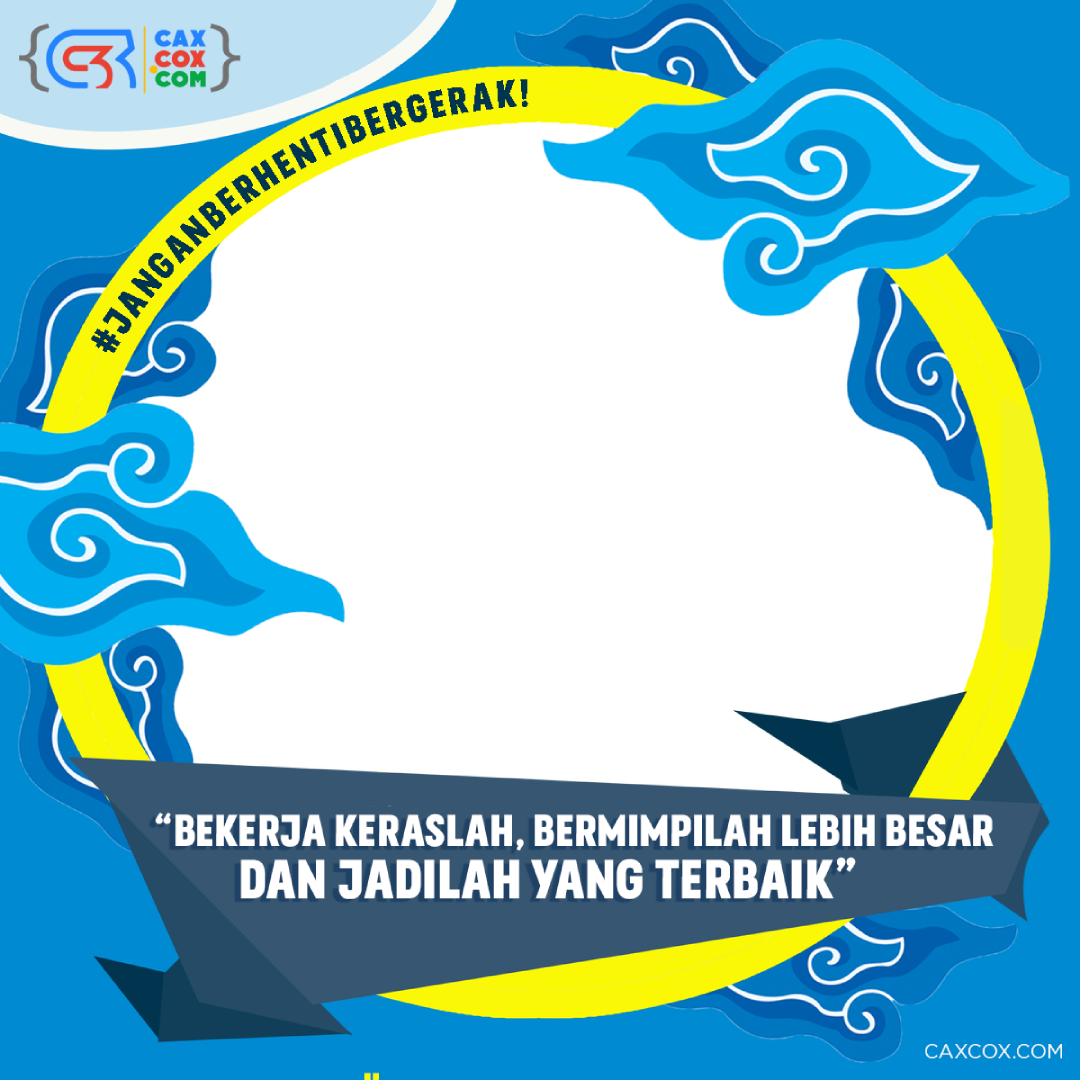 CAX
COX
.COM
#JANGANBERHENTIBERGERAK!
“BEKERJA KERASLAH, BERMIMPILAH LEBIH BESAR
DAN JADILAH YANG TERBAIK”
CAXCOX.COM